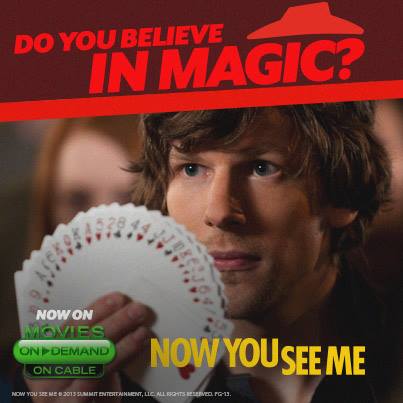 DO YOU BELIEVE
IN MAGIC?
NOW ON
MOVIES
ON DEMAND
ON CABLE
NOW YOU SEE ME
NOW YOU SEE ME © 2013 SUMMIT ENTERTAINMENT, LLC. ALL RIGHTS RESERVED. PG-13.